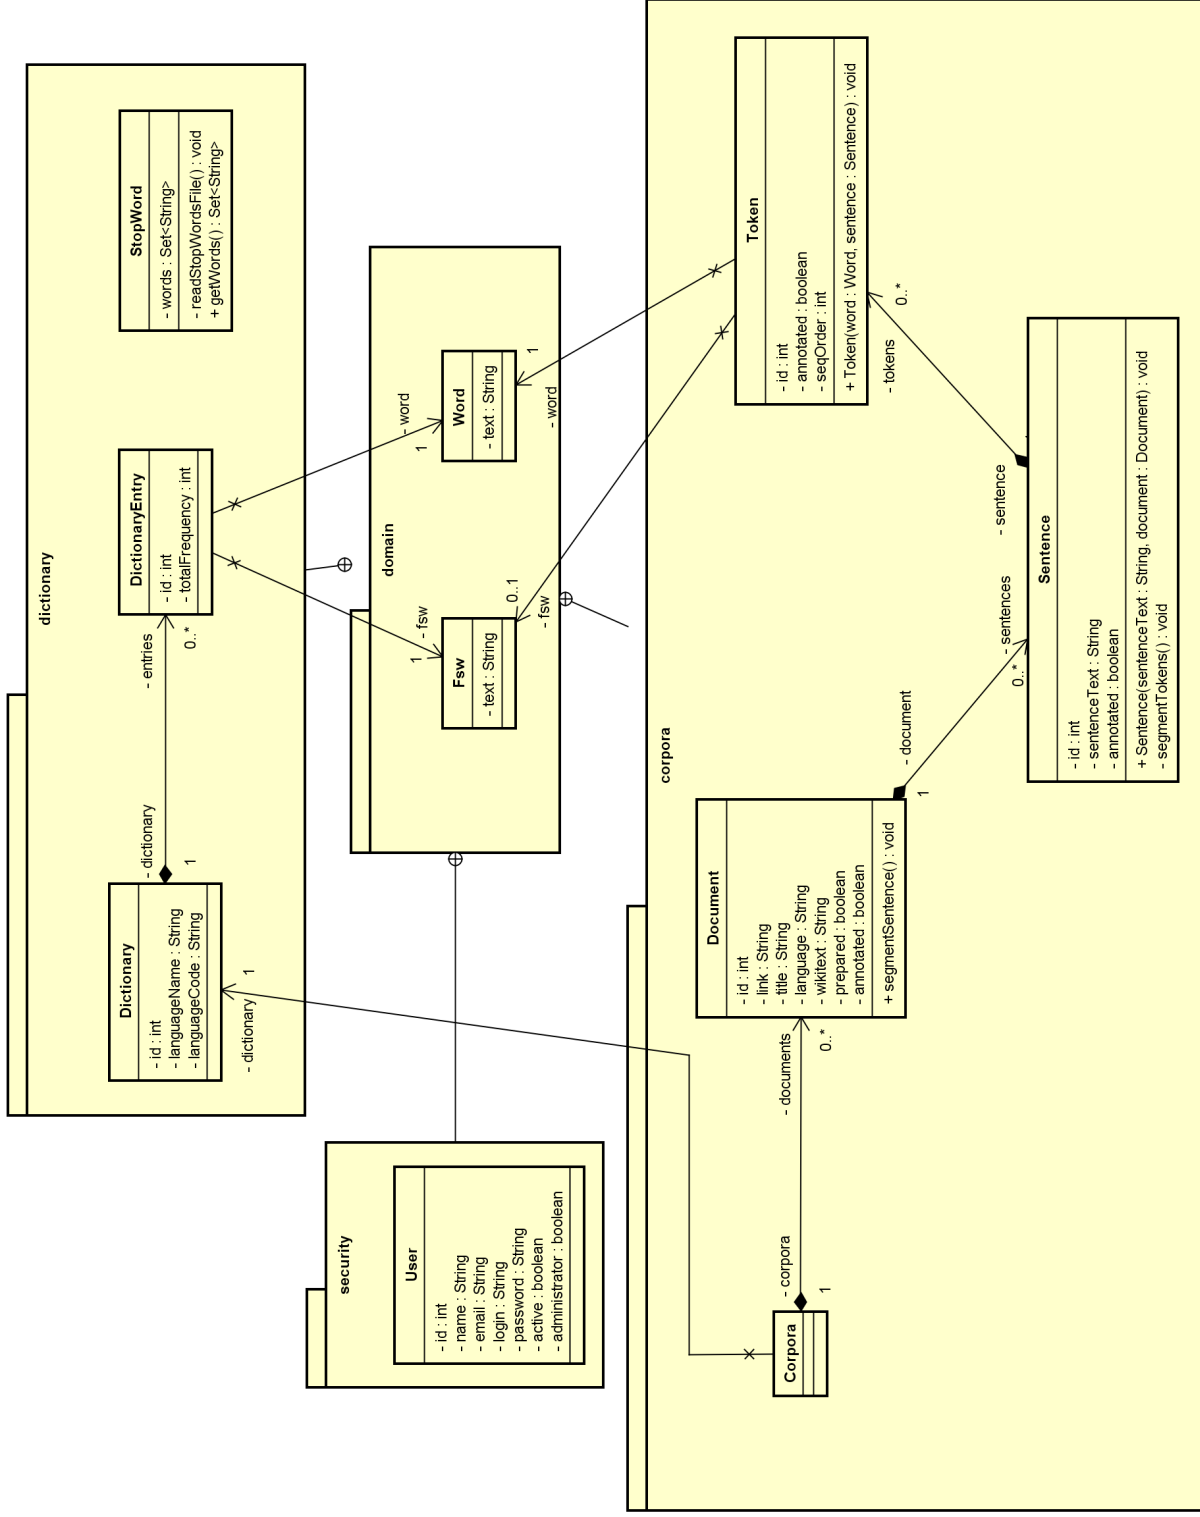 dictionary
Dictionary
- id : int
- languageName : String
- languageCode : String
- dictionary
1
- entries
0..*
DictionaryEntry
- id : int
- totalFrequency : int
StopWord
- words : Set<String>
- readStopWordsFile() : void
+ getWords() : Set<String>
- dictionary
1
- fsw
1
- word
1
domain
Fsw
- text : String
Word
- text : String
0..1
- fsw
1
- word
security
User
- id : int
- name : String
- email : String
- login : String
- password : String
- active : boolean
- administrator : boolean
corpora
Corpora
- corpora
1
- documents
0..*
Document
- id : int
- link : String
- title : String
- language : String
- wikitext : String
- prepared : boolean
- annotated : boolean
+ segmentSentence() : void
- document
1
- sentences
0..*
Token
- id : int
- annotated : boolean
- seqOrder : int
+ Token(word : Word, sentence : Sentence) : void
- tokens
0..*
- sentence
Sentence
- id : int
- sentenceText : String
- annotated : boolean
+ Sentence(sentenceText : String, document : Document) : void
- segmentTokens() : void